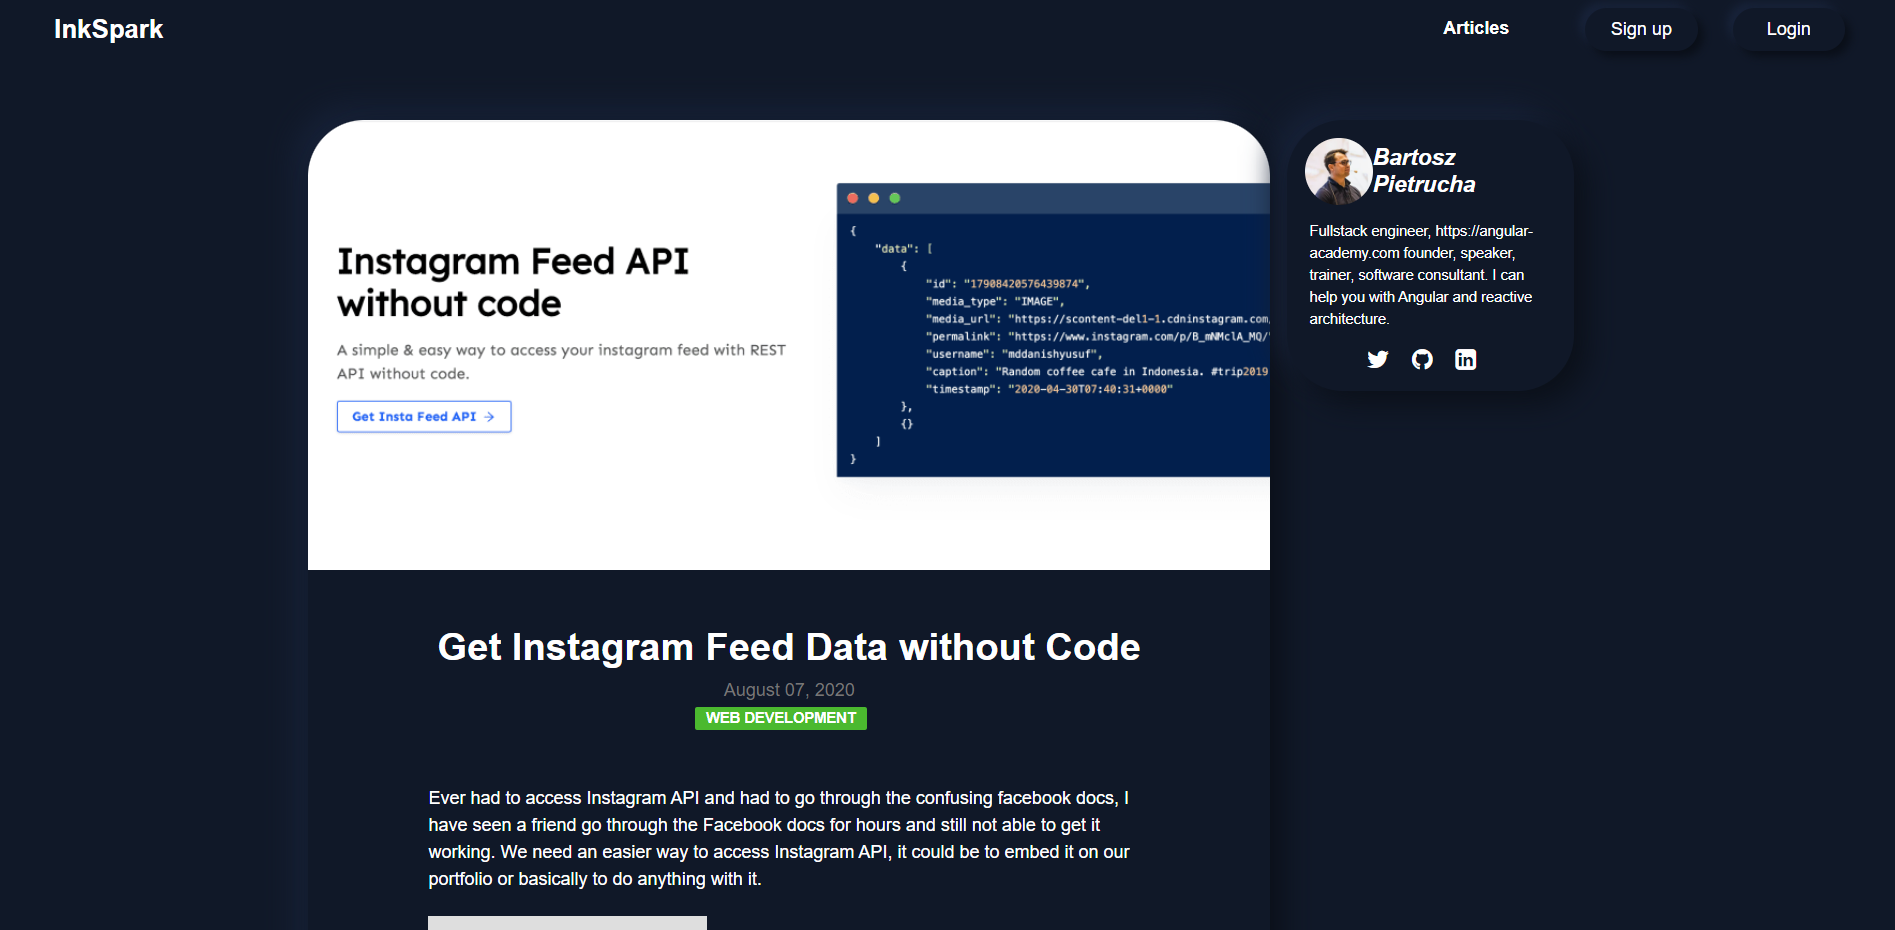 InkSpark
Articles
Sign up
Login
Instagram Feed API
without code
A simple & easy way to access your instagram feed with REST
API without code.
Get Insta Feed API →
{
"data": [
{
"id": "17908420576439874",
"media_type": "IMAGE",
"media_url": "https://scontent-del1-1.cdninstagram.com
"permalink": "https://www.instagram.com/p/B_mNMclA_MQ/
"username": "mddanishyusuf",
"caption": "Random coffee cafe in Indonesia. #trip2019
"timestamp": "2020-04-30T07:40:31+0000"
},
{}
]
}
Bartosz
Pietrucha
Fullstack engineer, https://angular-
academy.com founder, speaker,
trainer, software consultant. I can
help you with Angular and reactive
architecture.
in
Get Instagram Feed Data without Code
August 07, 2020
WEB DEVELOPMENT
Ever had to access Instagram API and had to go through the confusing facebook docs, I
have seen a friend go through the Facebook docs for hours and still not able to get it
working. We need an easier way to access Instagram API, it could be to embed it on our
portfolio or basically to do anything with it.